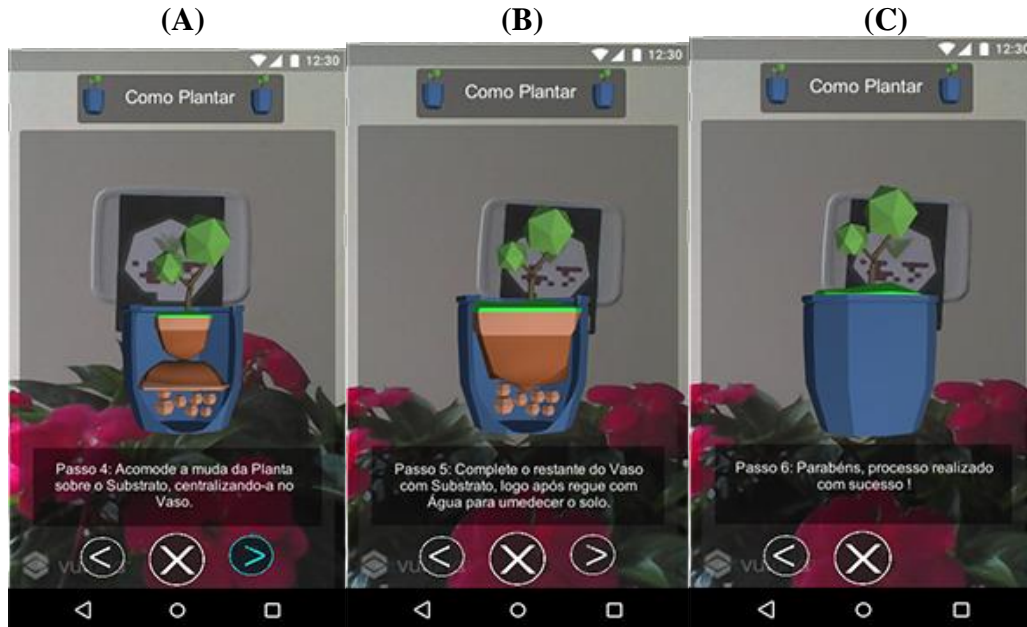 (A)
(B)
(C)
12:30
Como Plantar
Passo 4: Acomode a muda da Planta
sobre o Substrato, centralizando-a no
Vaso.
<
X
>
12:30
Como Plantar
Passo 5: Complete o restante do Vaso
com Substrato, logo após regue com
Água para umedecer o solo.
<
X
>
12:30
Como Plantar
Passo 6: Parabéns, processo realizado
com sucesso !
<
X